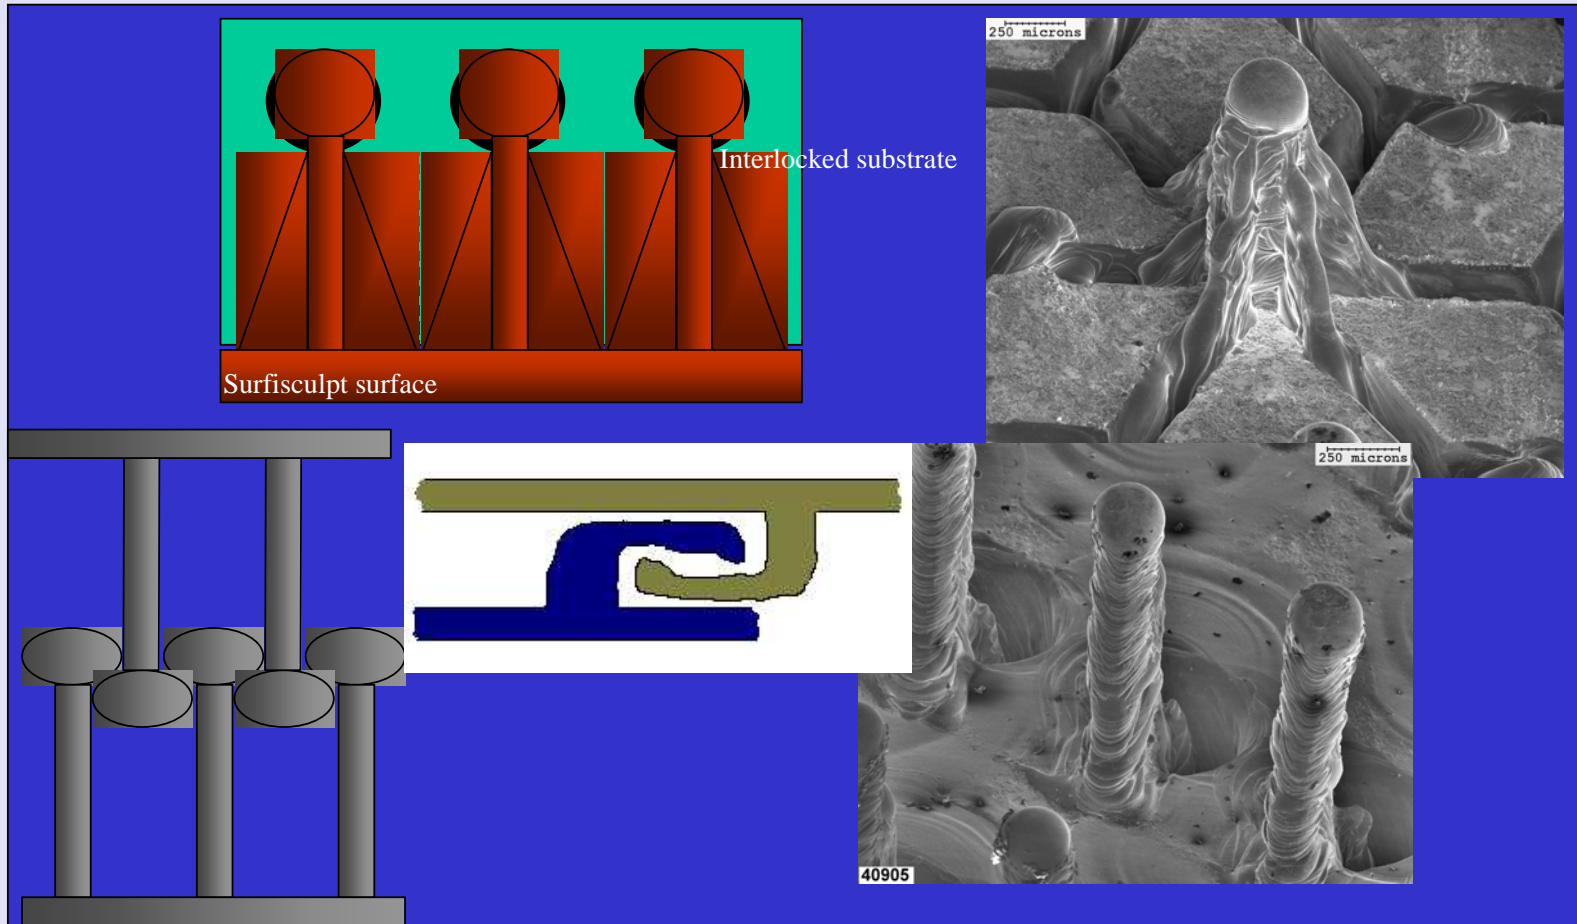 250 microns
Interlocked substrate
Surfisculpt surface
250 microns
40905